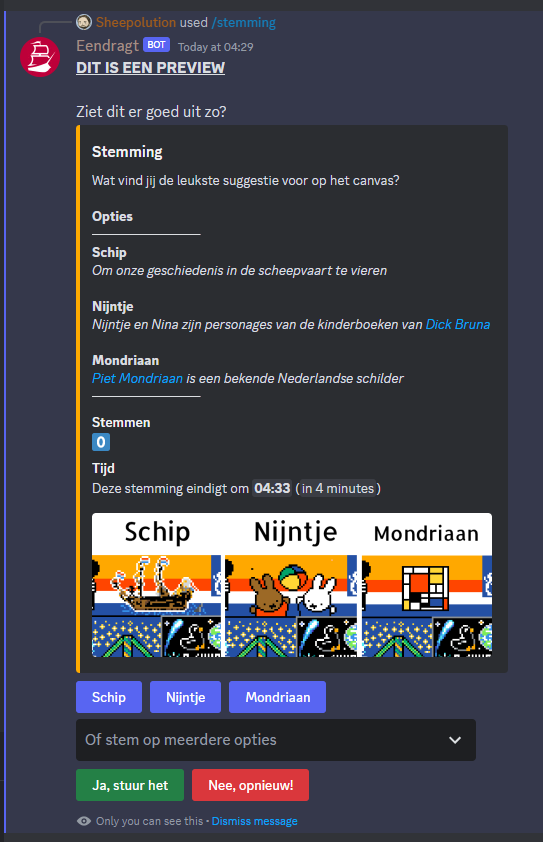 Sheepolution used /stemming
Eendragt BOT Today at 04:29
DIT IS EEN PREVIEW
Ziet dit er goed uit zo?
Stemming
Wat vind jij de leukste suggestie voor op het canvas?
Opties
Schip
Om onze geschiedenis in de scheepvaart te vieren
Nijntje
Nijntje en Nina zijn personages van de kinderboeken van Dick Bruna
Mondriaan
Piet Mondriaan is een bekende Nederlandse schilder
Stemmen
0
Tijd
Deze stemming eindigt om 04:33 (in 4 minutes)
Schip Nijntje Mondriaan
Schip Nijntje Mondriaan
Of stem op meerdere opties
Ja, stuur het Nee, opnieuw!
Only you can see this • Dismiss message